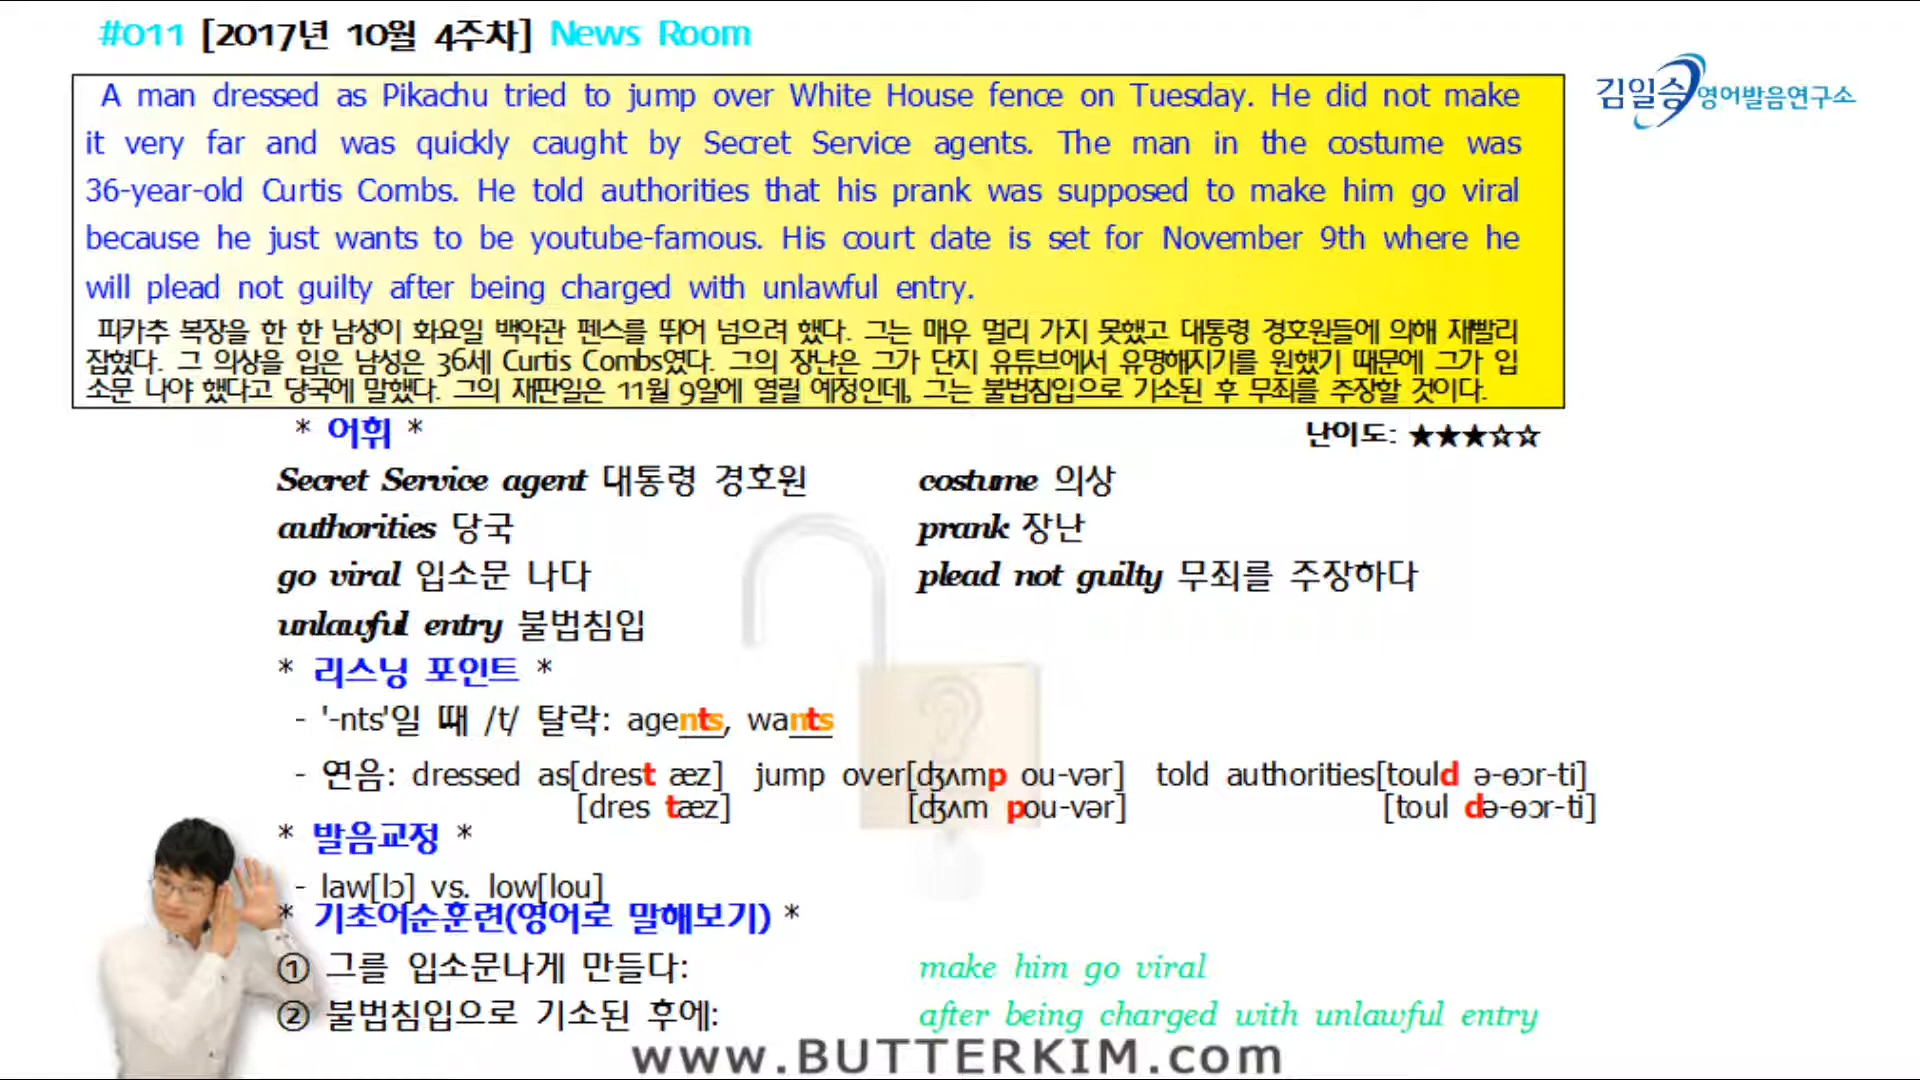 #011 [2017년 10월 4주차] News Room
김일승 영어발음연구소
A man dressed as Pikachu tried to jump over White House fence on Tuesday. He did not make
it very far and was quickly caught by Secret Service agents. The man in the costume was
36-year-old Curtis Combs. He told authorities that his prank was supposed to make him go viral
because he just wants to be youtube-famous. His court date is set for November 9th where he
will plead not guilty after being charged with unlawful entry.
피카추 복장을 한 한 남성이 화요일 백악관 펜스를 뛰어 넘으려 했다. 그는 매우 멀리 가지 못했고 대통령 경호원들에 의해 재빨리
잡혔다. 그 의상을 입은 남성은 36세 Curtis Combs였다. 그의 장난은 그가 단지 유튜브에서 유명해지기를 원했기 때문에 그가 입
소문 나야 했다고 당국에 말했다. 그의 재판일은 11월 9일에 열릴 예정인데, 그는 불법침입으로 기소된 후 무죄를 주장할 것이다.
* 어휘 * 난이도: ★★★☆☆
Secret Service agent 대통령 경호원 costume 의상
authorities 당국 prank 장난
go viral 입소문 나다 plead not guilty 무죄를 주장하다
unlawful entry 불법침입
* 리스닝 포인트 *
- '-nts'일 때 /t/ 탈락: agents, wants
- 연음: dressed as[drest æz] jump over[ʤʌmp ou-vər] told authorities[tould ə-ɵɔr-ti]
[dres tæz] [ʤʌm pou-vər] [toul də-ɵɔr-ti]
* 발음교정 *
- law[lɔ] vs. low[lou]
* 기초어순훈련(영어로 말해보기) *
① 그를 입소문나게 만들다: make him go viral
② 불법침입으로 기소된 후에: after being charged with unlawful entry
www.BUTTERKIM.com